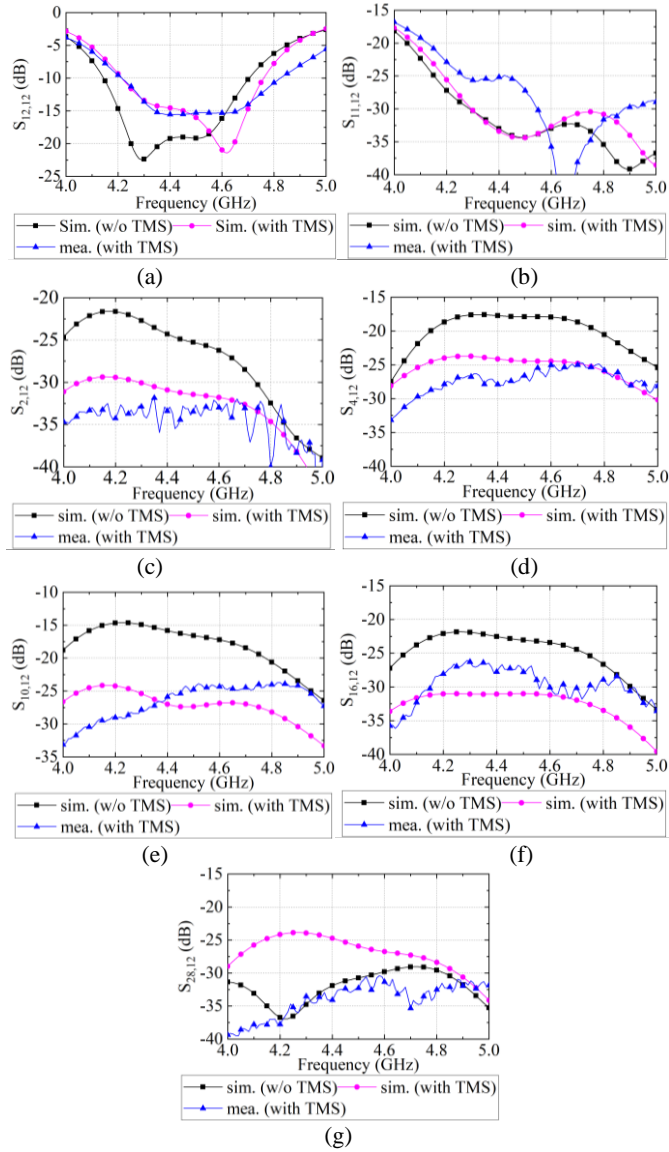 0
-5
-10
-15
-20
-25
S12,12 (dB)
4.0 4.2 4.4 4.6 4.8 5.0
Frequency (GHz)
Sim. (w/o TMS) Sim. (with TMS)
mea. (with TMS)
(a)
-15
-20
-25
-30
-35
-40
S11,12 (dB)
4.0 4.2 4.4 4.6 4.8 5.0
Frequency (GHz)
sim. (w/o TMS) sim. (with TMS)
mea. (with TMS)
(b)
-20
-25
-30
-35
-40
S2,12 (dB)
4.0 4.2 4.4 4.6 4.8 5.0
Frequency (GHz)
sim. (w/o TMS) sim. (with TMS)
mea. (with TMS)
(c)
-15
-20
-25
-30
-35
-40
S4,12 (dB)
4.0 4.2 4.4 4.6 4.8 5.0
Frequency (GHz)
sim. (w/o TMS) sim. (with TMS)
mea. (with TMS)
(d)
-10
-15
-20
-25
-30
-35
S10,12 (dB)
4.0 4.2 4.4 4.6 4.8 5.0
Frequency (GHz)
sim. (w/o TMS) sim. (with TMS)
mea. (with TMS)
(e)
-15
-20
-25
-30
-35
-40
S16,12 (dB)
4.0 4.2 4.4 4.6 4.8 5.0
Frequency (GHz)
sim. (w/o TMS) sim. (with TMS)
mea. (with TMS)
(f)
-15
-20
-25
-30
-35
-40
S28,12 (dB)
4.0 4.2 4.4 4.6 4.8 5.0
Frequency (GHz)
sim. (w/o TMS) sim. (with TMS)
mea. (with TMS)
(g)